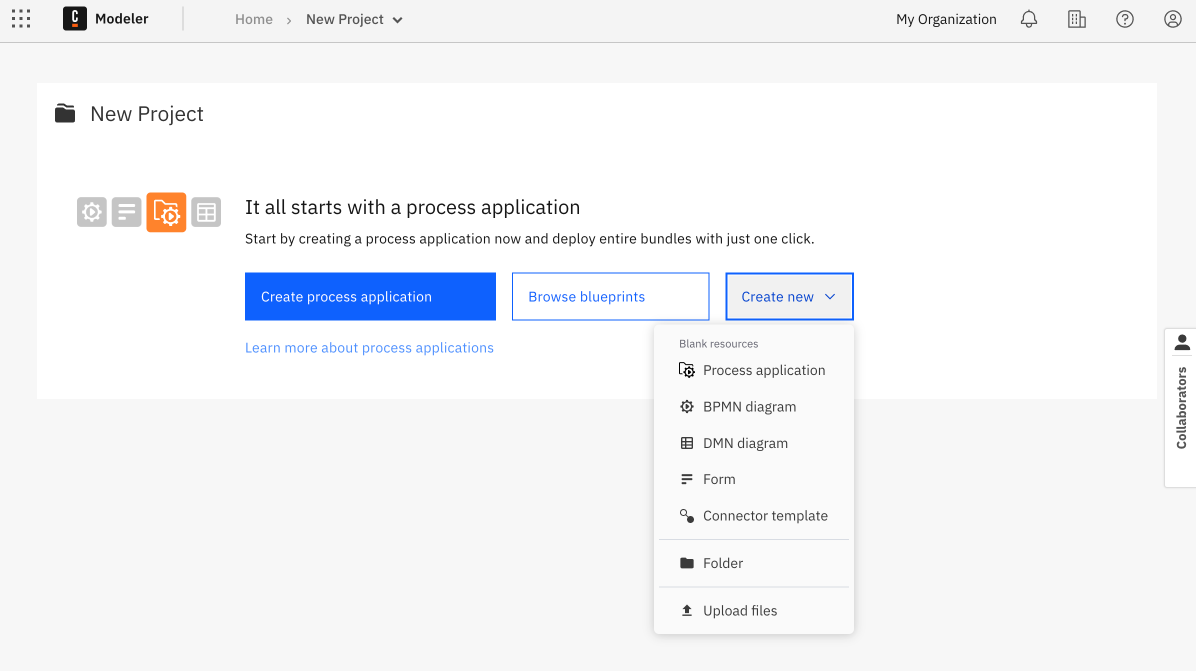 C Modeler Home New Project My Organization
New Project
It all starts with a process application
Start by creating a process application now and deploy entire bundles with just one click.
Create process application Browse blueprints Create new
Learn more about process applications
Blank resources
Process application
BPMN diagram
DMN diagram
Form
Connector template
Folder
Upload files
Collaborators